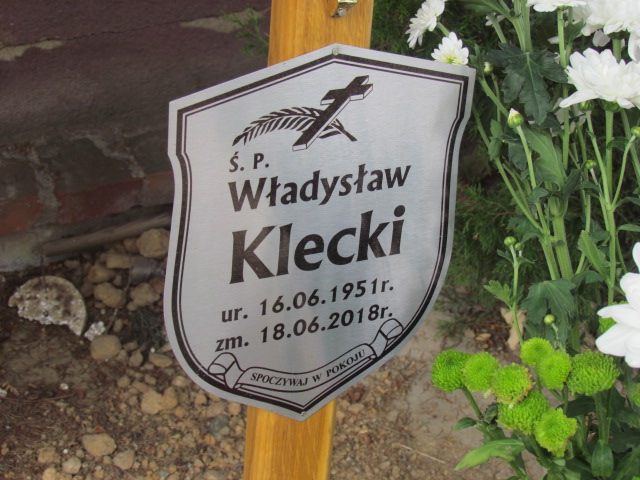 Ś. P.
Władysław
Klecki
ur. 16.06.1951r.
zm. 18.06.2018r.
SPOCZYWAJ W POKOJU